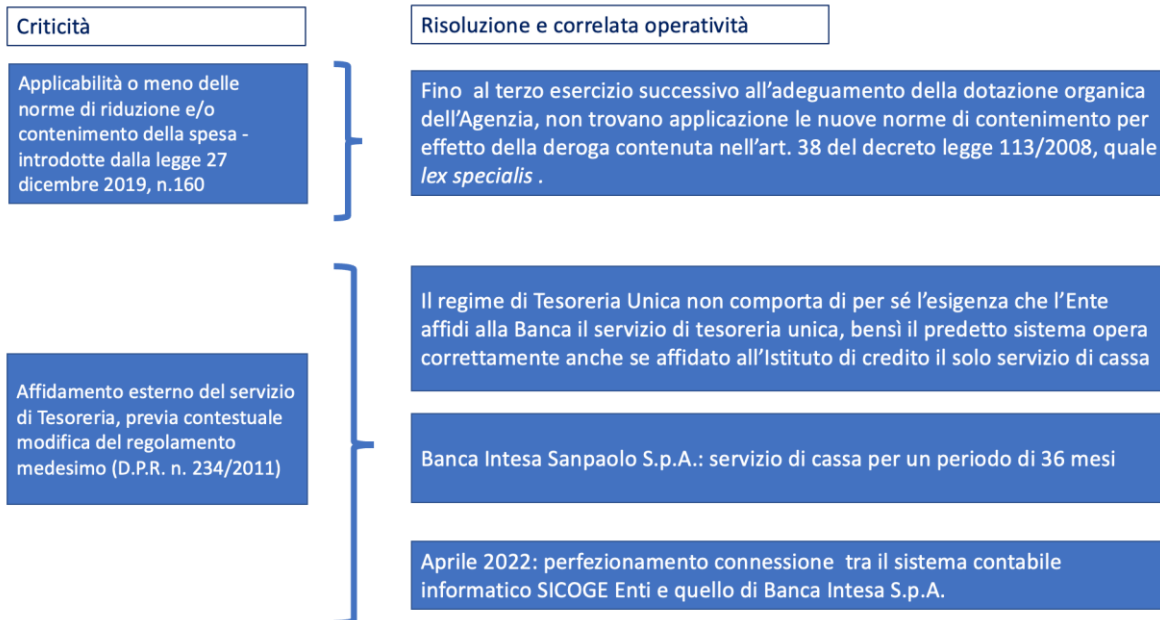 Criticità
Risoluzione e correlata operatività
Applicabilità o meno delle
norme di riduzione e/o
contenimento della spesa -
introdotte dalla legge 27
dicembre 2019, n.160
Fino  al terzo esercizio successivo all’adeguamento della dotazione organica
dell’Agenzia, non trovano applicazione le nuove norme di contenimento per
effetto della deroga contenuta nell’art. 38 del decreto legge 113/2008, quale
lex specialis .
Affidamento esterno del servizio
di Tesoreria, previa contestuale
modifica del regolamento
medesimo (D.P.R. n. 234/2011)
Il regime di Tesoreria Unica non comporta di per sé l’esigenza che l’Ente
affidi alla Banca il servizio di tesoreria unica, bensì il predetto sistema opera
correttamente anche se affidato all’Istituto di credito il solo servizio di cassa
Banca Intesa Sanpaolo S.p.A.: servizio di cassa per un periodo di 36 mesi
Aprile 2022: perfezionamento connessione  tra il sistema contabile
informatico SICOGE Enti e quello di Banca Intesa S.p.A.